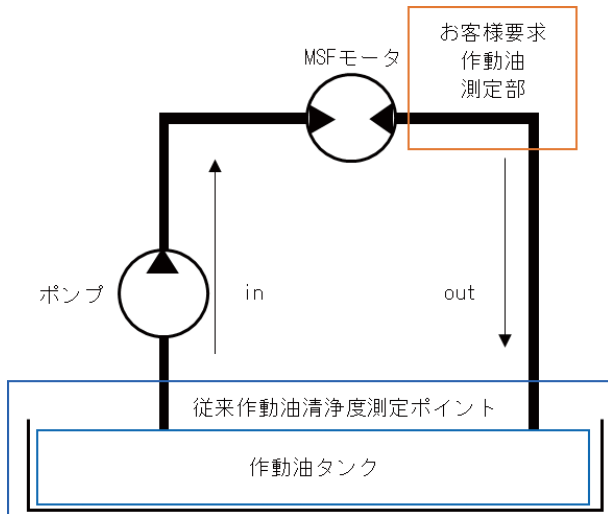 お客様要求
作動油
測定部
MSFモータ
ポンプ
in
out
従来作動油清浄度測定ポイント
作動油タンク